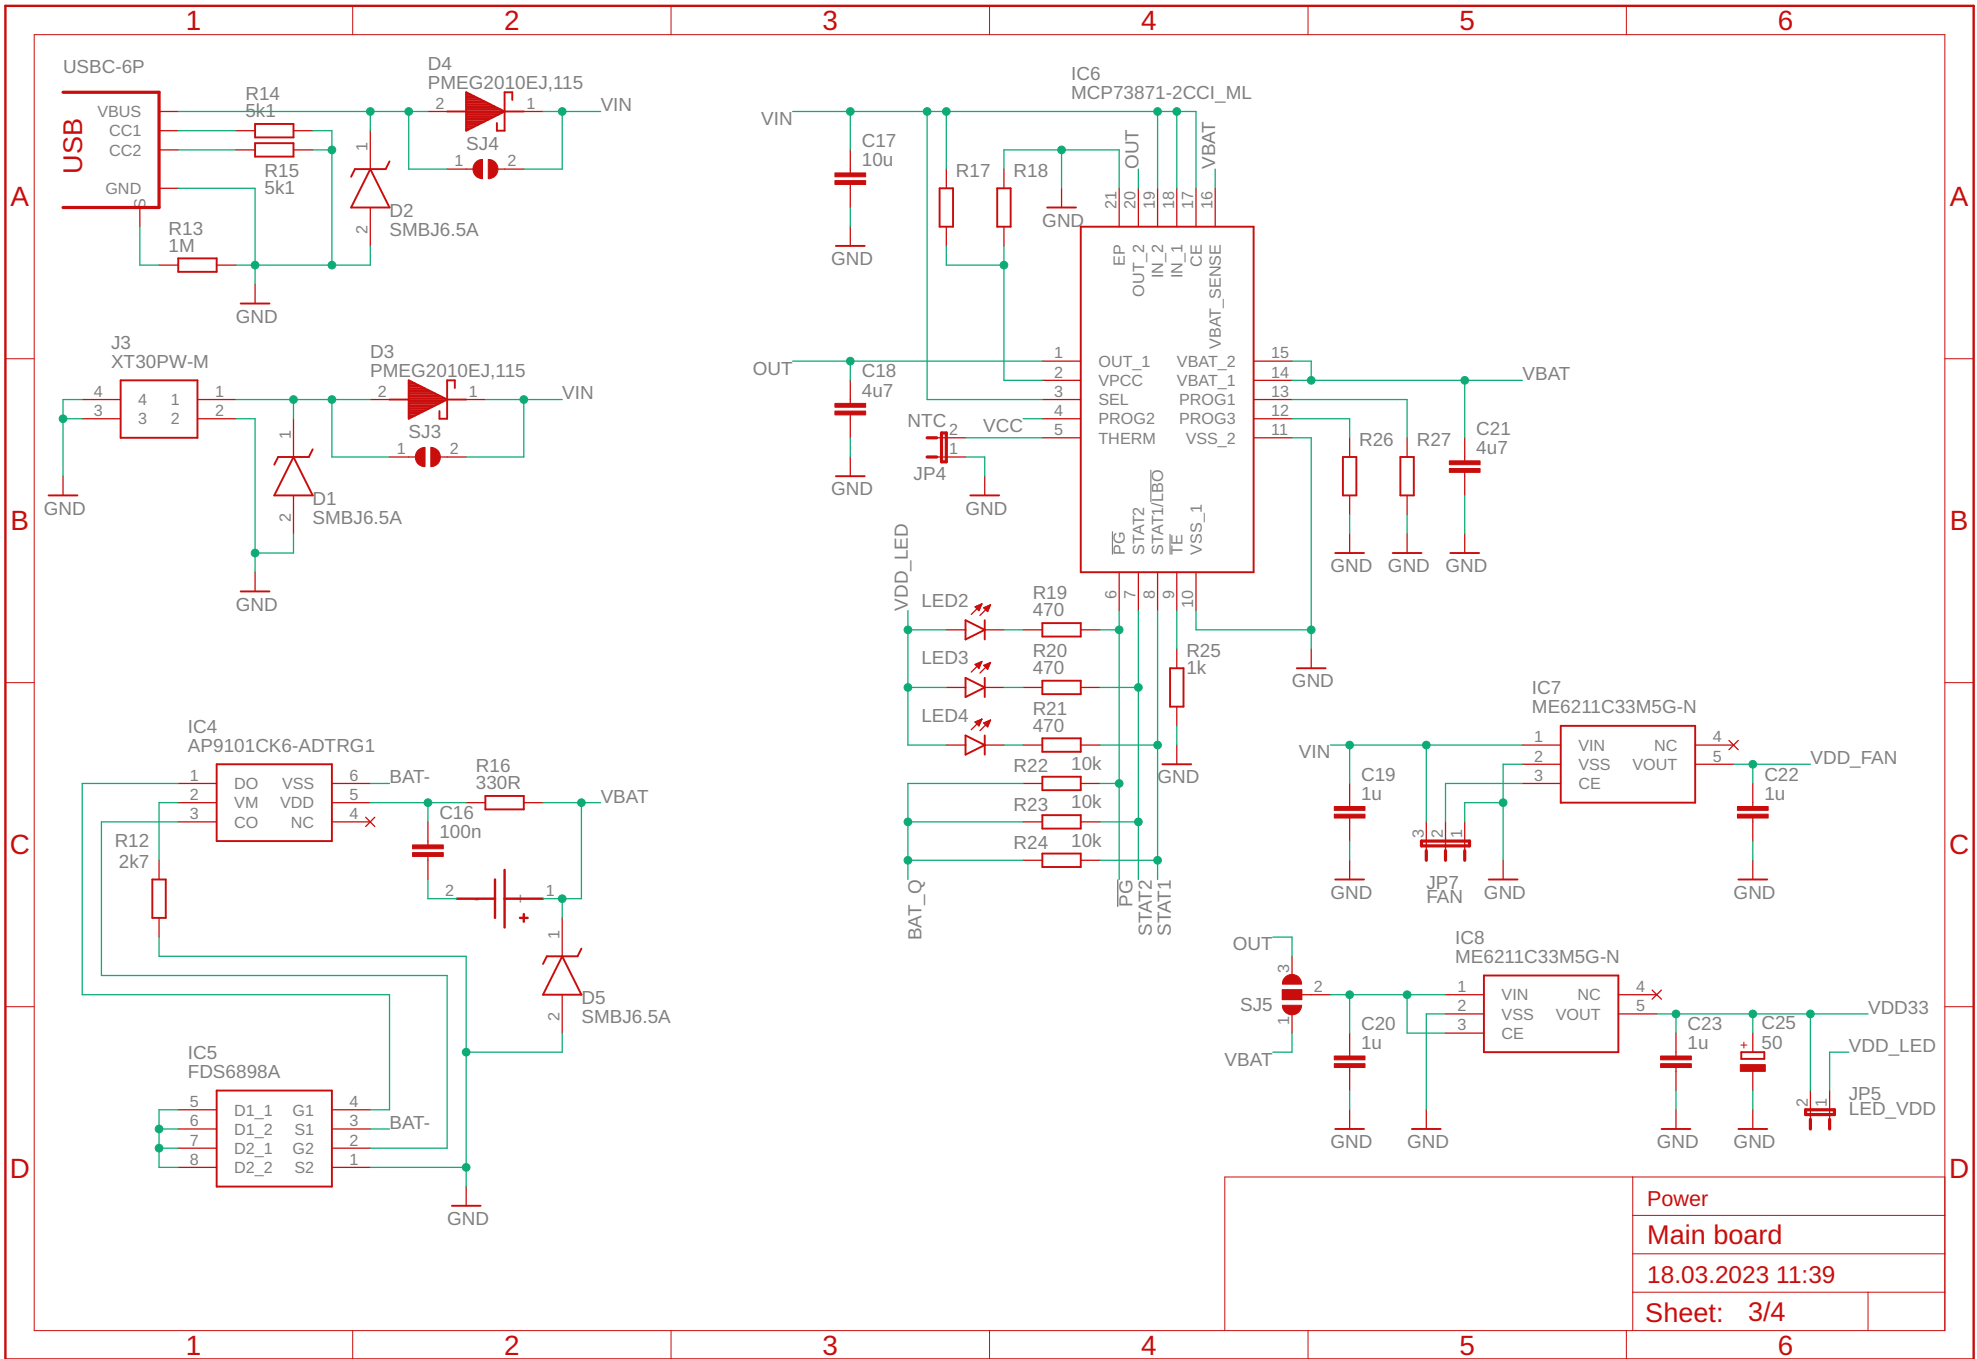 1 2 3 4 5 6
A
B
C
D
A
B
C
D
USBC-6P
USB
VBUS
CC1
CC2
GND
S
R14
5k1
R15
5k1
R13
1M
GND
1
2
D2
SMBJ6.5A
D4
PMEG2010EJ,115
2 1
VIN
SJ4
1 2
J3
XT30PW-M
4 4 1 1
3 3 2 2
GND
1
2
D1
SMBJ6.5A
GND
D3
PMEG2010EJ,115
2 1
VIN
SJ3
1 2
IC4
AP9101CK6-ADTRG1
1 DO VSS 6 BAT-
2 VM VDD 5
3 CO NC 4
R12
2k7
R16
330R
VBAT
C16
100n
2 1
+
1
2
D5
SMBJ6.5A
IC5
FDS6898A
5 D1_1 G1 4
6 D1_2 S1 3 BAT-
7 D2_1 G2 2
8 D2_2 S2 1
GND
IC6
MCP73871-2CCI_ML
VIN
C17
10u
GND
R17
R18
GND
OUT
VBAT
21 20 19 18 17 16
EP
OUT_2
IN_2
IN_1
CE
VBAT_SENSE
OUT
C18
4u7
GND
1 OUT_1 VBAT_2 15
2 VPCC VBAT_1 14
3 SEL PROG1 13
4 PROG2 PROG3 12
5 THERM VSS_2 11
VCC
NTC
2
1
JP4
GND
VBAT
R26
R27
C21
4u7
GND GND GND
PG
STAT2
STAT1/LBO
TE
VSS_1
6 7 8 9 10
VDD_LED
LED2
R19
470
LED3
R20
470
LED4
R21
470
R22 10k
R23 10k
R24 10k
R25
1k
GND
GND
BAT_Q
PG
STAT2
STAT1
IC7
ME6211C33M5G-N
VIN
1 VIN NC 4
2 VSS VOUT 5
3 CE
C19
1u
GND
3 2 1
JP7
FAN
GND
VDD_FAN
C22
1u
GND
OUT
3
2
1
SJ5
VBAT
IC8
ME6211C33M5G-N
1 VIN NC 4
2 VSS VOUT 5
3 CE
C20
1u
GND
GND
C23
1u
GND
C25
50
+
GND
VDD33
VDD_LED
2 1
JP5
LED_VDD
Power
Main board
18.03.2023 11:39
Sheet: 3/4
1 2 3 4 5 6